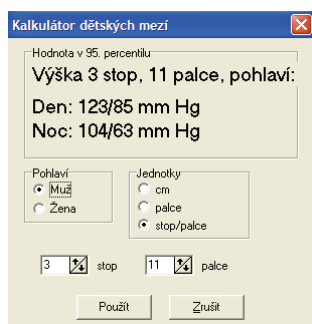 Kalkulátor dětských mezí
Hodnota v 95. percentilu
Výška 3 stop, 11 palce, pohlaví:
Den: 123/85 mm Hg
Noc: 104/63 mm Hg
Pohlaví
Muž
Žena
Jednotky
cm
palce
stop/palce
3 stop 11 palce
Použít Zrušit